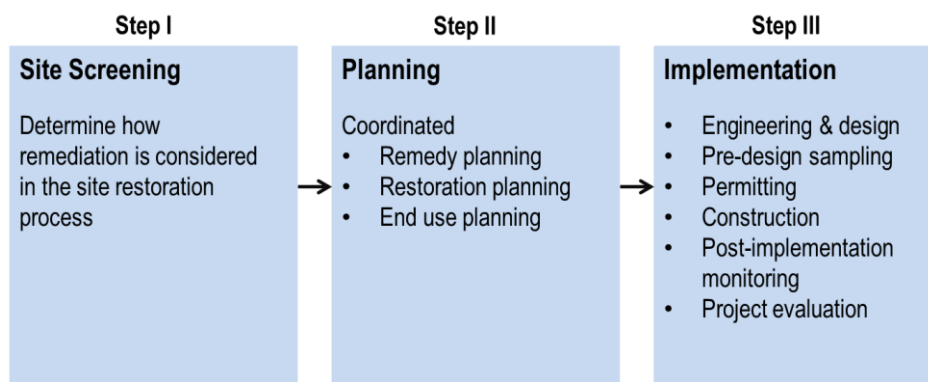 Step I
Site Screening
Determine how
remediation is considered
in the site restoration
process
Step II
Planning
Coordinated
• Remedy planning
• Restoration planning
• End use planning
Step III
Implementation
• Engineering & design
• Pre-design sampling
• Permitting
• Construction
• Post-implementation
monitoring
• Project evaluation